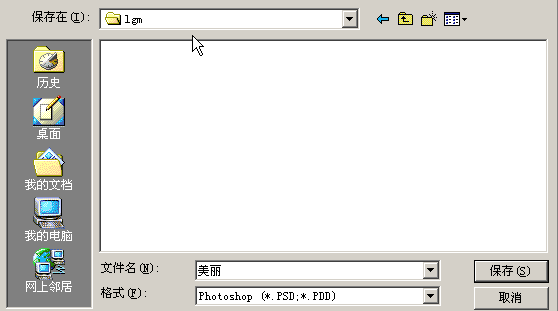 保存在(I):
lgm
历史
桌面
我的文档
我的电脑
网上邻居
文件名(N):
美丽
保存(S)
格式(F):
Photoshop (*.PSD;*.PDD)
取消